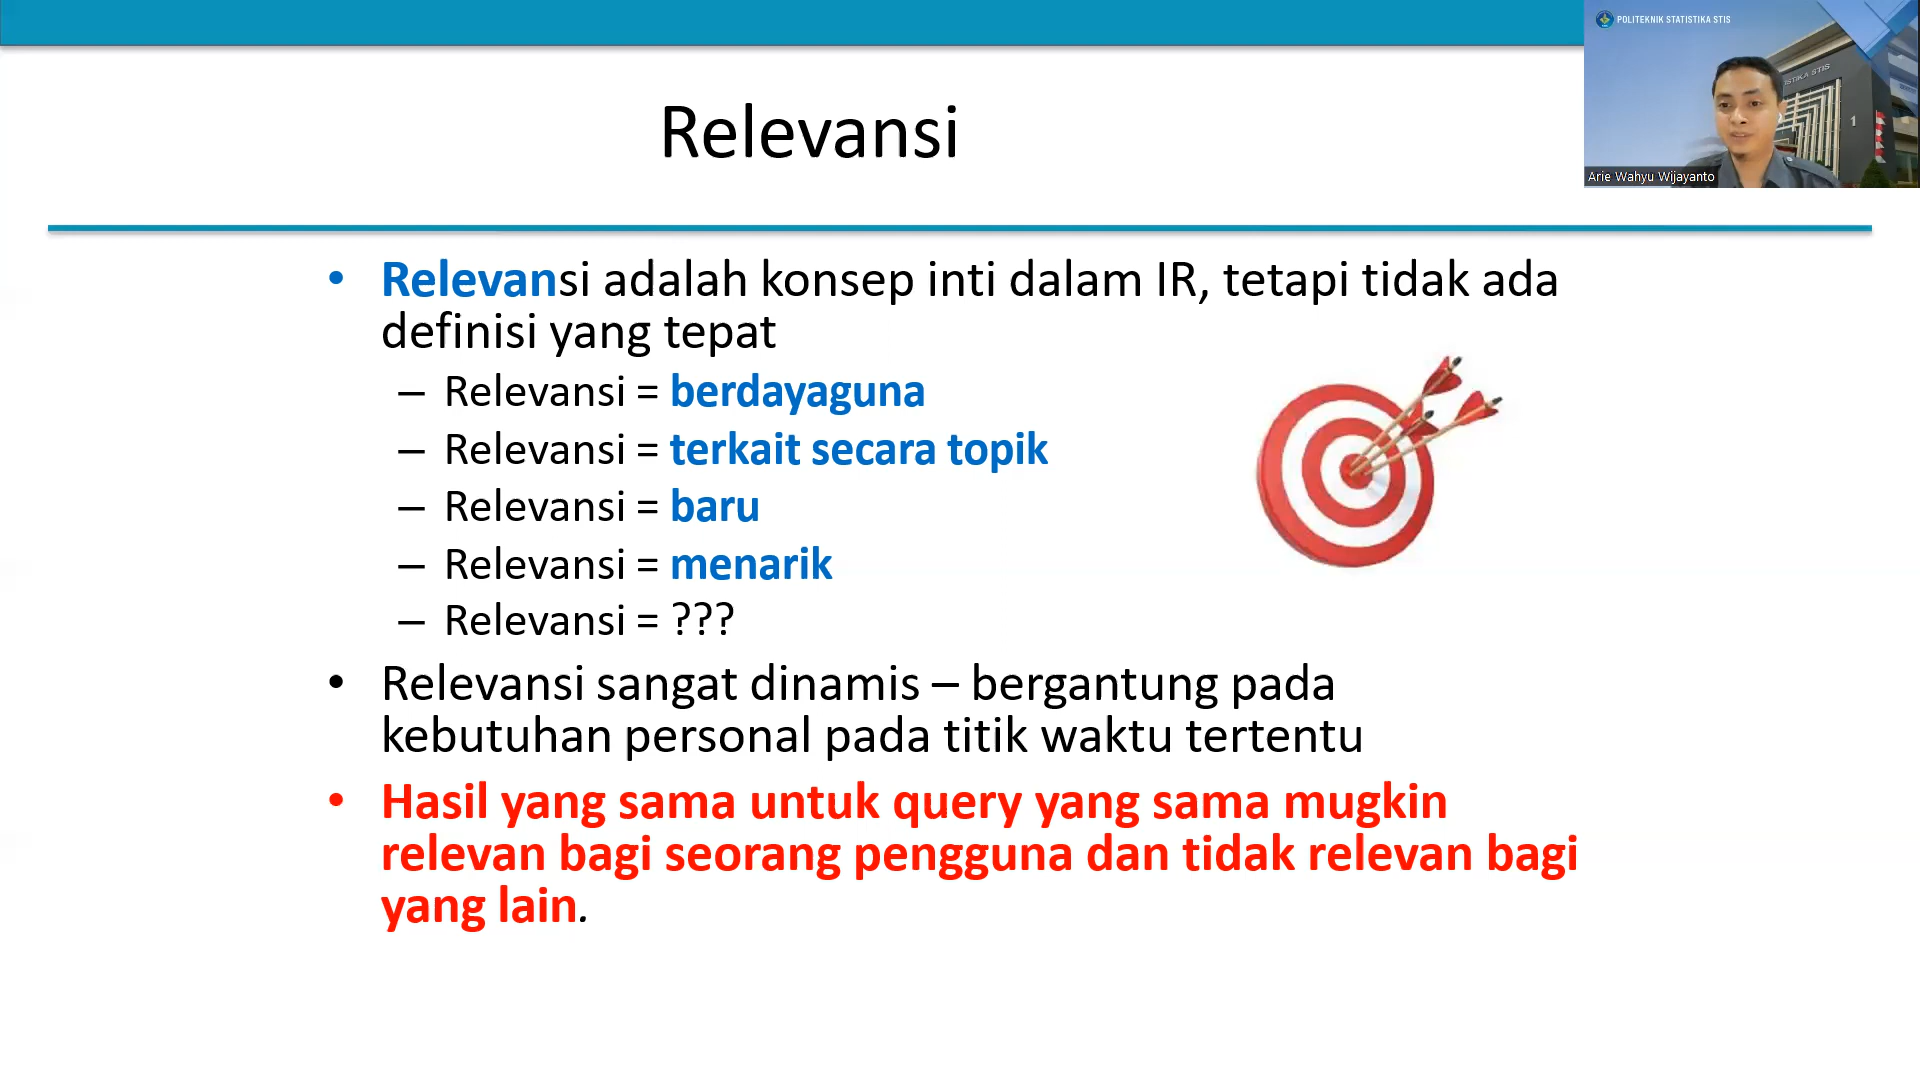 POLITEKNIK STATISTIKA STIS
ISTIKA STIS
1
Arie Wahyu Wijayanto
Relevansi
• Relevansi adalah konsep inti dalam IR, tetapi tidak ada
definisi yang tepat
– Relevansi = berdayaguna
– Relevansi = terkait secara topik
– Relevansi = baru
– Relevansi = menarik
– Relevansi = ???
• Relevansi sangat dinamis – bergantung pada
kebutuhan personal pada titik waktu tertentu
• Hasil yang sama untuk query yang sama mugkin
relevan bagi seorang pengguna dan tidak relevan bagi
yang lain.